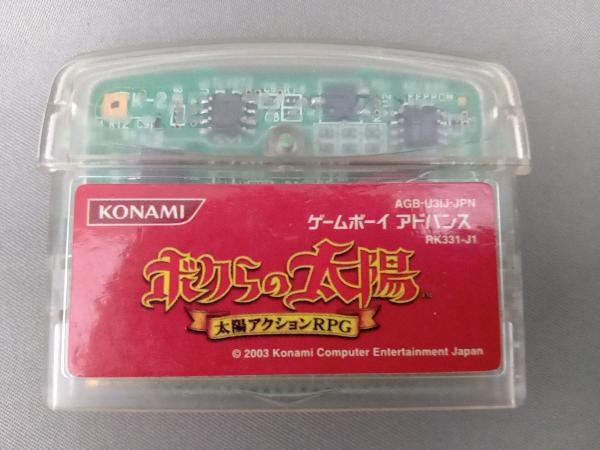 K-2
EEPROM
KONAMI
AGB-U3IJ-JPN
ゲームボーイ アドバンス
RK331-J1
ボクらの太陽
太陽アクションRPG
© 2003 Konami Computer Entertainment Japan